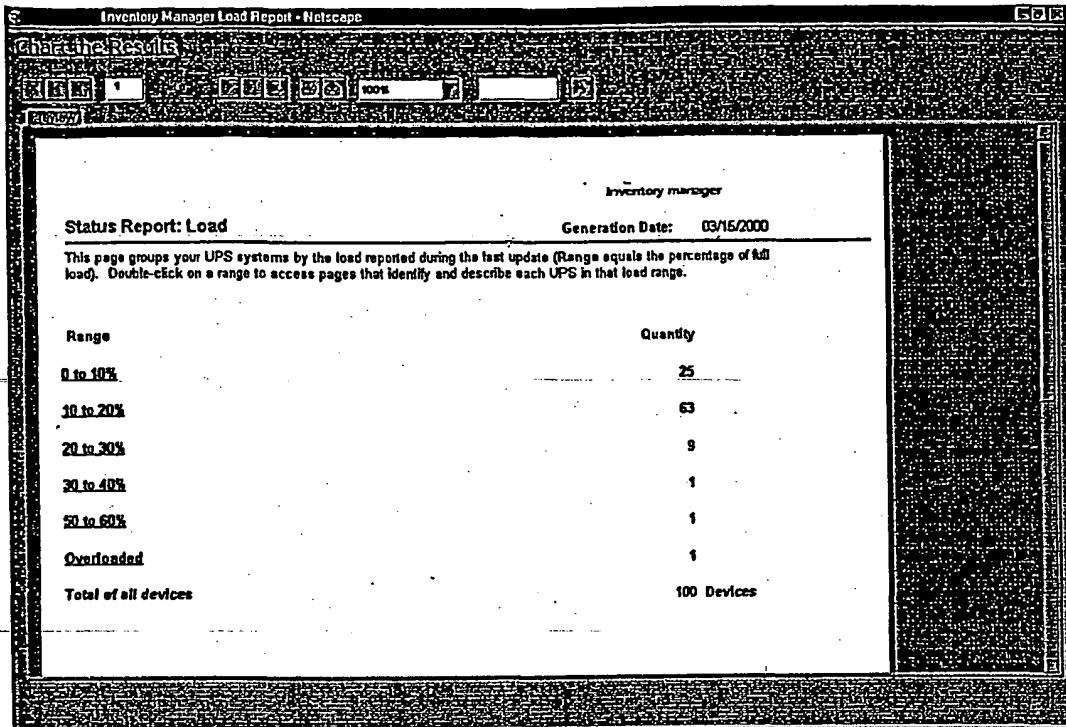 Inventory Manager Load Report - Netscape
Chart the Results
1 100%
Preview
Inventory manager
Status Report: Load Generation Date: 03/15/2000
This page groups your UPS systems by the load reported during the last update (Range equals the percentage of full
load). Double-click on a range to access pages that identify and describe each UPS in that load range.
Range Quantity
0 to 10% 25
10 to 20% 63
20 to 30% 9
30 to 40% 1
50 to 60% 1
Overloaded 1
Total of all devices 100 Devices